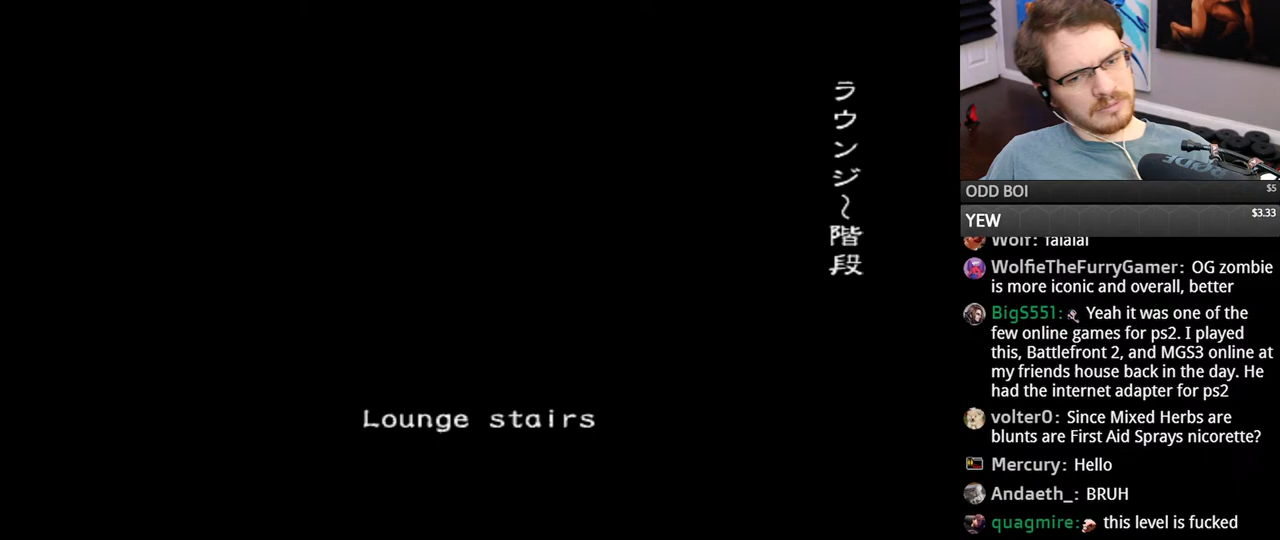 ラウンジ～階段
Lounge stairs
ODD BOI
$5
YEW
$3.33
Wolf: falalal
WolfieTheFurryGamer: OG zombie
is more iconic and overall, better
BigS551: Yeah it was one of the
few online games for ps2. I played
this, Battlefront 2, and MGS3 online at
my friends house back in the day. He
had the internet adapter for ps2
volter0: Since Mixed Herbs are
blunts are First Aid Sprays nicorette?
Mercury: Hello
Andaeth_: BRUH
quagmire: this level is fucked
RODE